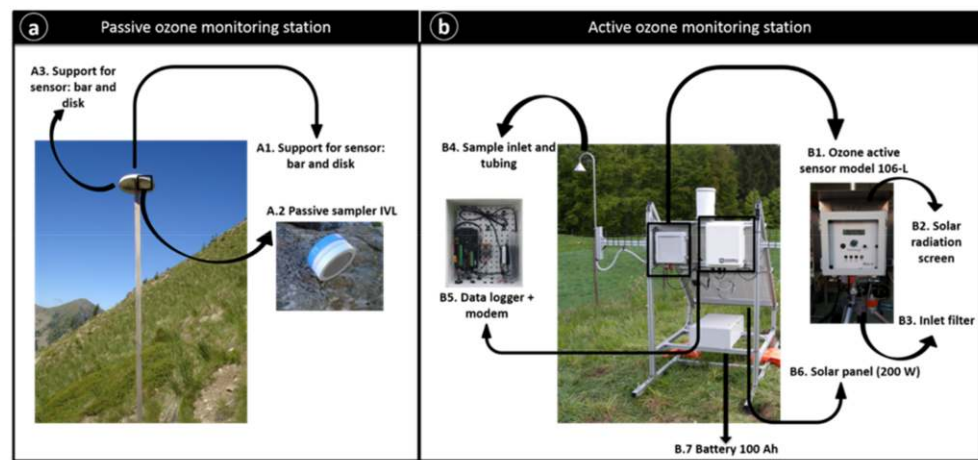 a
Passive ozone monitoring station
A3. Support for
sensor: bar and
disk
A1. Support for sensor:
bar and disk
A.2 Passive sampler IVL
b
Active ozone monitoring station
B4. Sample inlet and
tubing
B1. Ozone active
sensor model 106-L
B2. Solar
radiation
screen
B5. Data logger +
modem
B3. Inlet filter
B6. Solar panel (200 W)
B.7 Battery 100 Ah